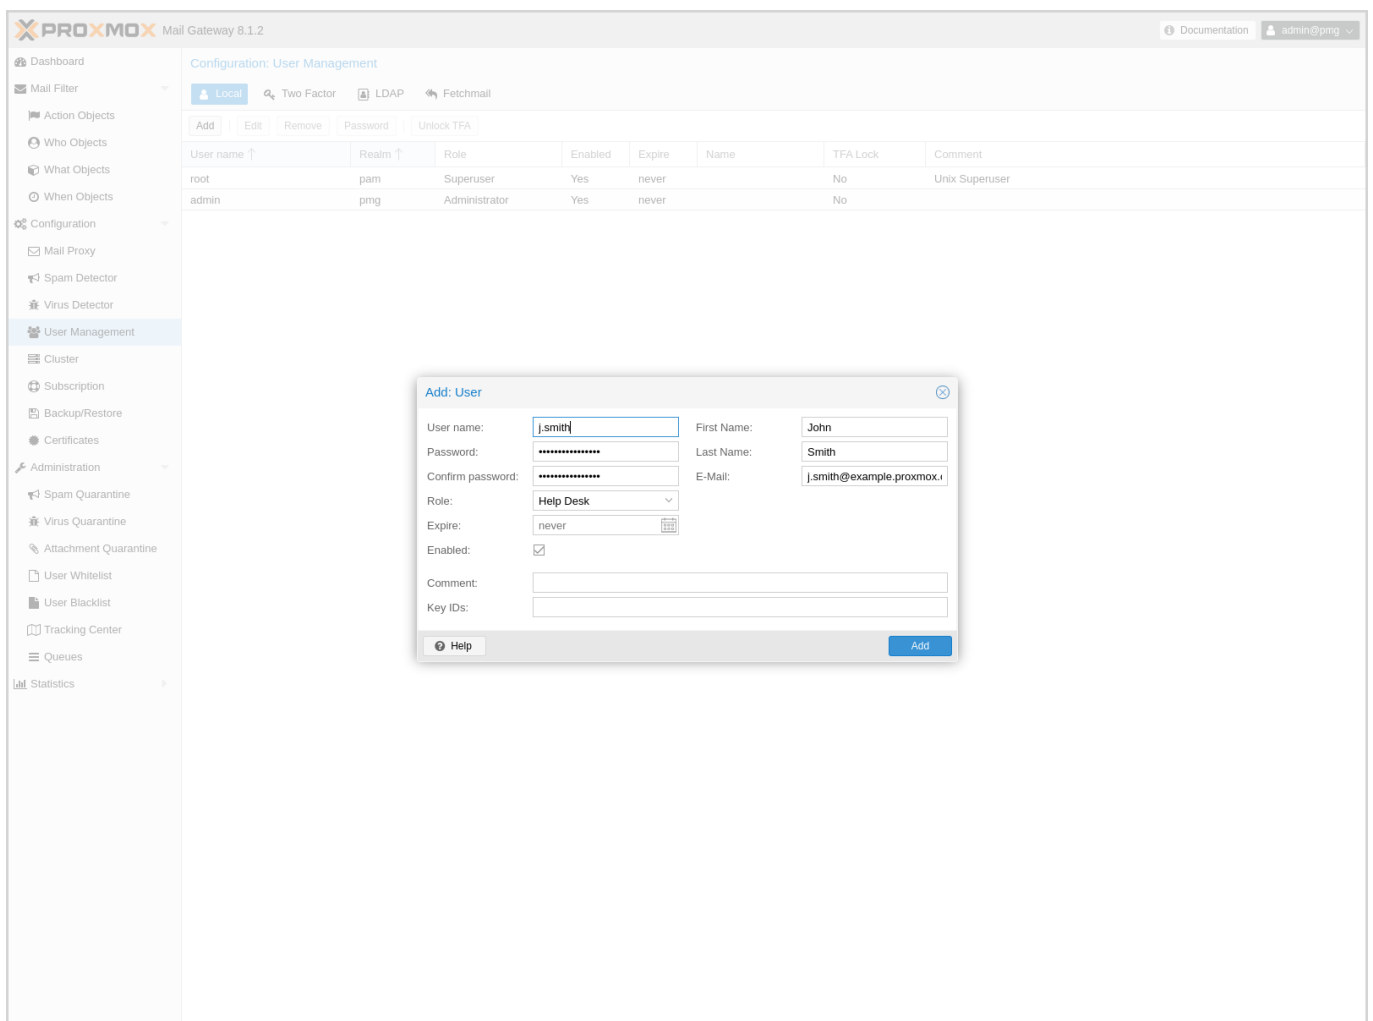 PROXMOX Mail Gateway 8.1.2
Documentation
admin@pmg
Dashboard
Mail Filter
Action Objects
Who Objects
What Objects
When Objects
Configuration
Mail Proxy
Spam Detector
Virus Detector
User Management
Cluster
Subscription
Backup/Restore
Certificates
Administration
Spam Quarantine
Virus Quarantine
Attachment Quarantine
User Whitelist
User Blacklist
Tracking Center
Queues
Statistics
Configuration: User Management
Local Two Factor LDAP Fetchmail
Add Edit Remove Password Unlock TFA
User name Realm Role Enabled Expire Name TFA Lock Comment
root pam Superuser Yes never No Unix Superuser
admin pmg Administrator Yes never No
Add: User
User name: j.smith First Name: John
Password: •••••••••••••••• Last Name: Smith
Confirm password: •••••••••••••••• E-Mail: j.smith@example.proxmox.
Role: Help Desk
Expire: never
Enabled:
Comment:
Key IDs:
Help Add